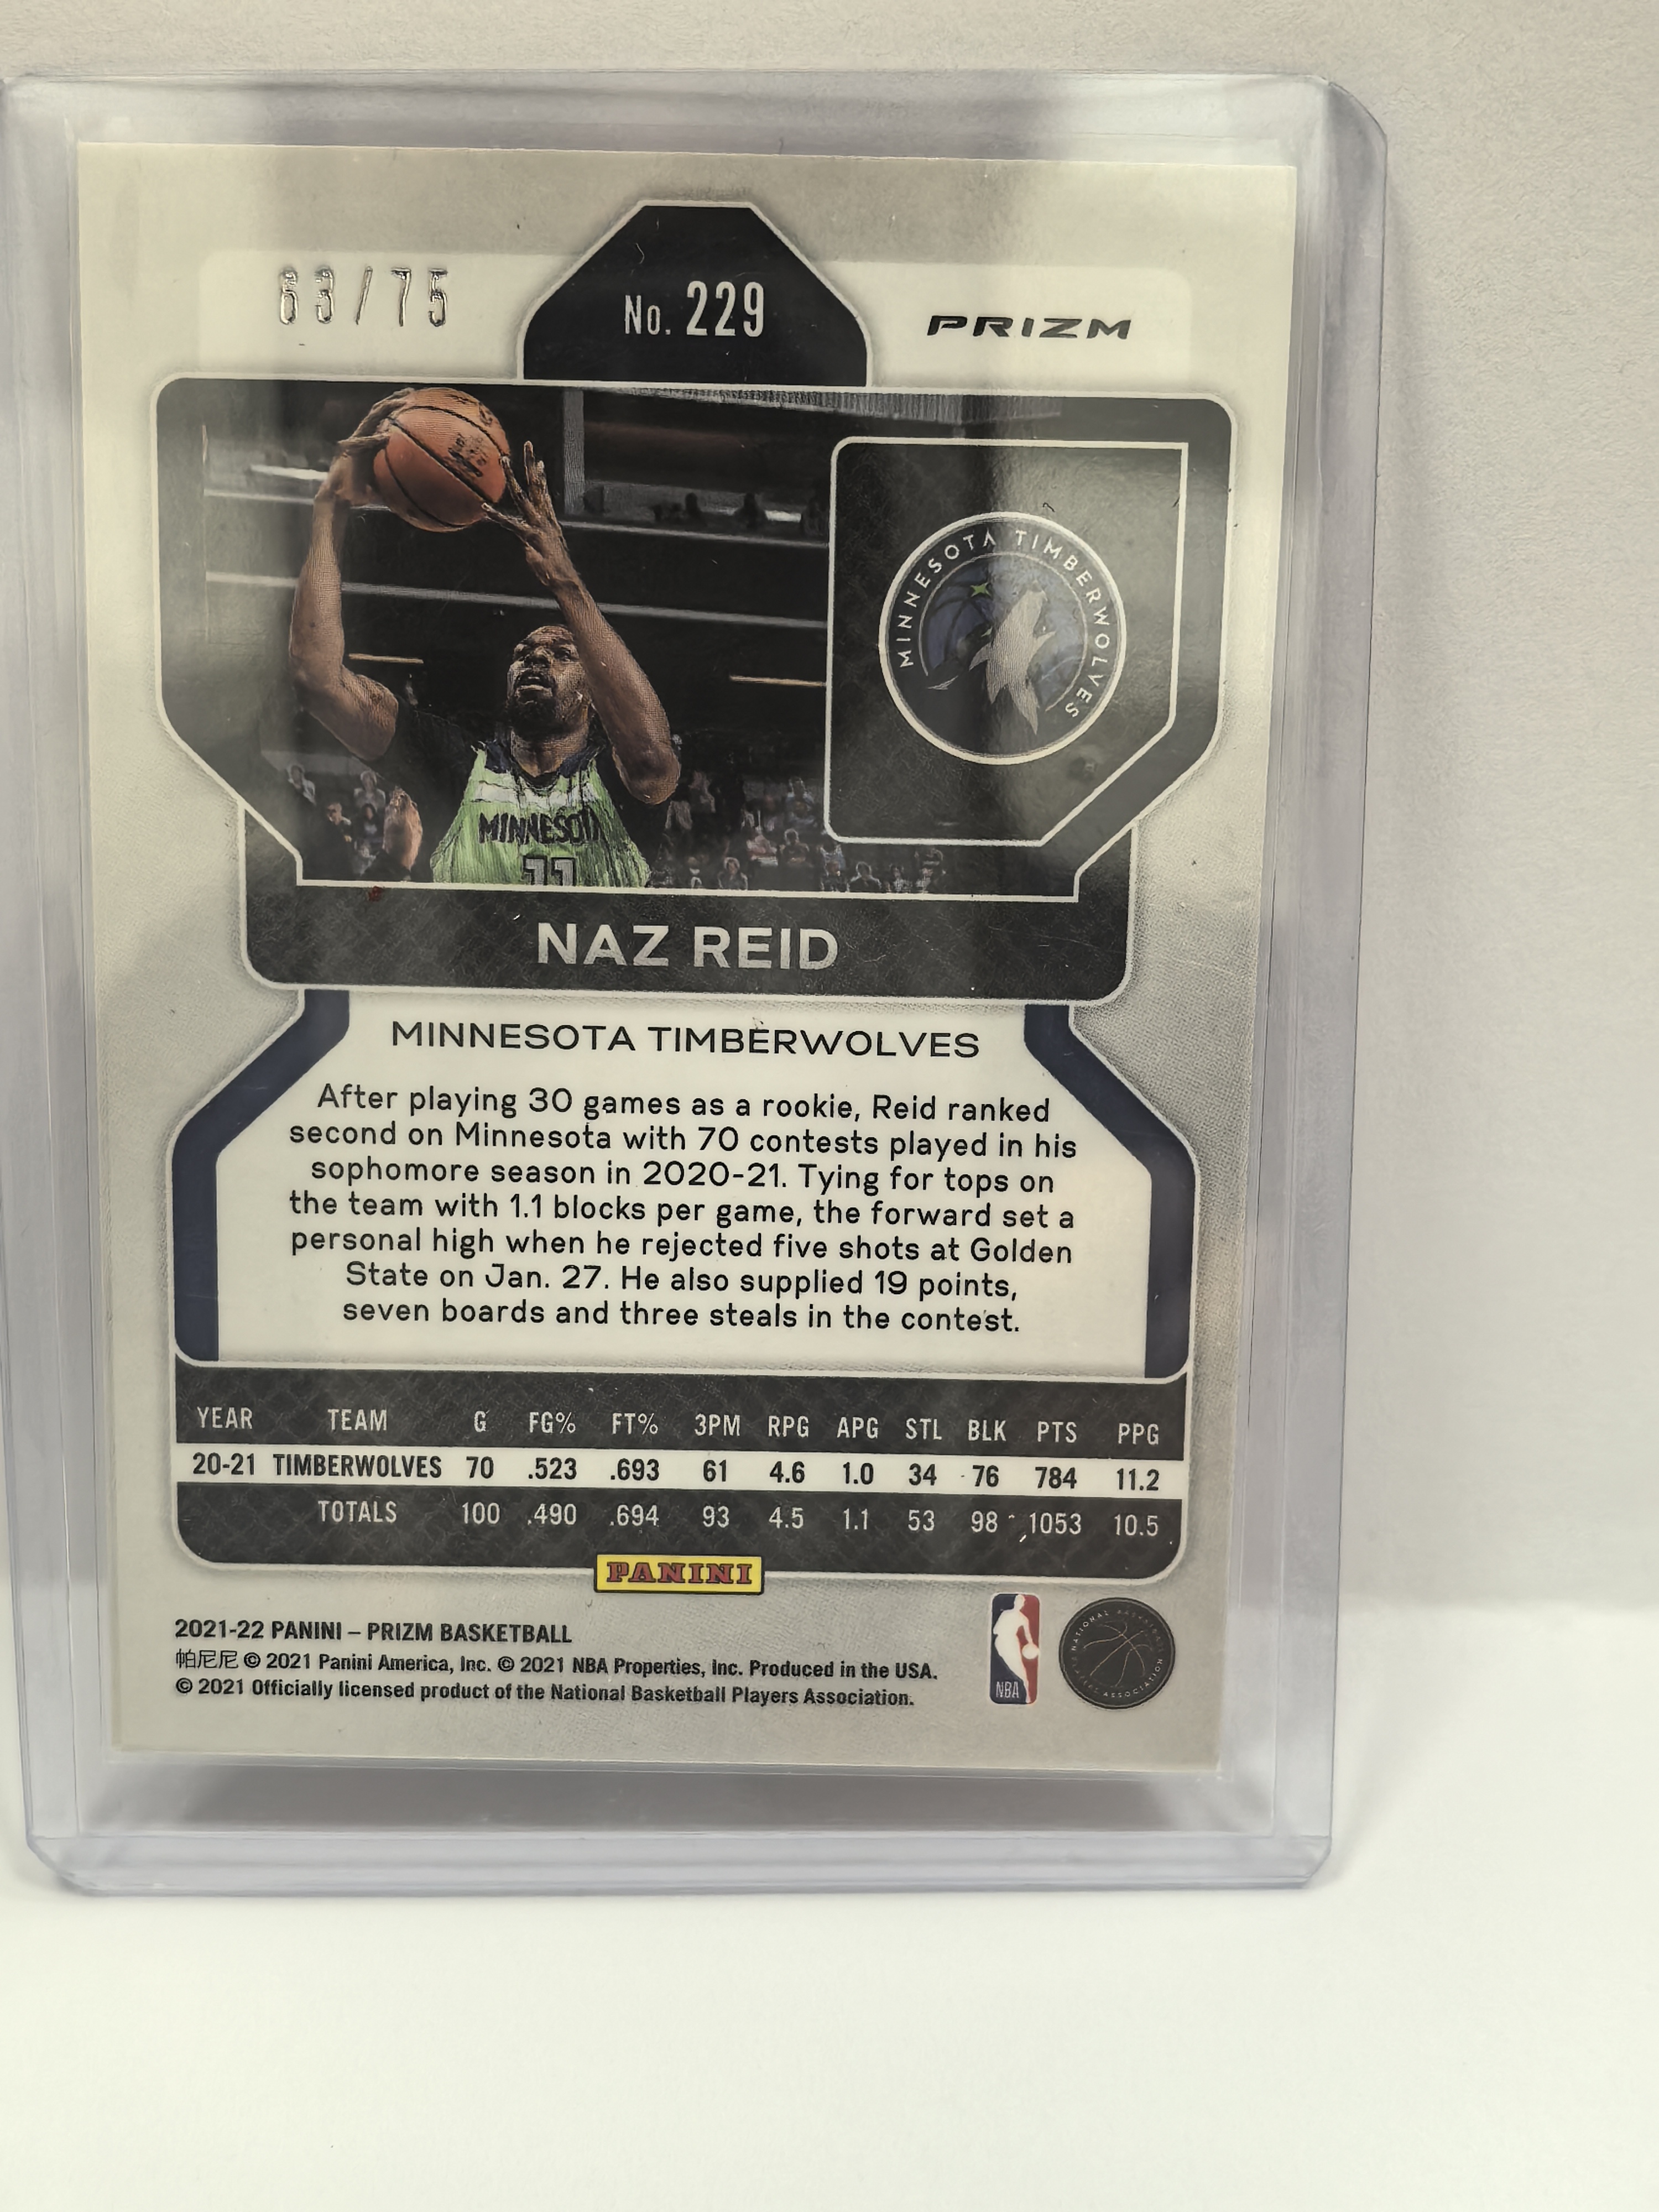 63/75
No. 229
PRIZM
MINNESOTA TIMBERWOLVES
MINNESOTA
11
NAZ REID
MINNESOTA TIMBERWOLVES
After playing 30 games as a rookie, Reid ranked
second on Minnesota with 70 contests played in his
sophomore season in 2020-21. Tying for tops on
the team with 1.1 blocks per game, the forward set a
personal high when he rejected five shots at Golden
State on Jan. 27. He also supplied 19 points,
seven boards and three steals in the contest.
YEAR TEAM G FG% FT% 3PM RPG APG STL BLK PTS PPG
20-21 TIMBERWOLVES 70 .523 .693 61 4.6 1.0 34 76 784 11.2
TOTALS 100 .490 .694 93 4.5 1.1 53 98 1053 10.5
PANINI
2021-22 PANINI – PRIZM BASKETBALL
帕尼尼 © 2021 Panini America, Inc. © 2021 NBA Properties, Inc. Produced in the USA.
© 2021 Officially licensed product of the National Basketball Players Association.
NBA
NATIONAL BASKETBALL PLAYERS ASSOCIATION